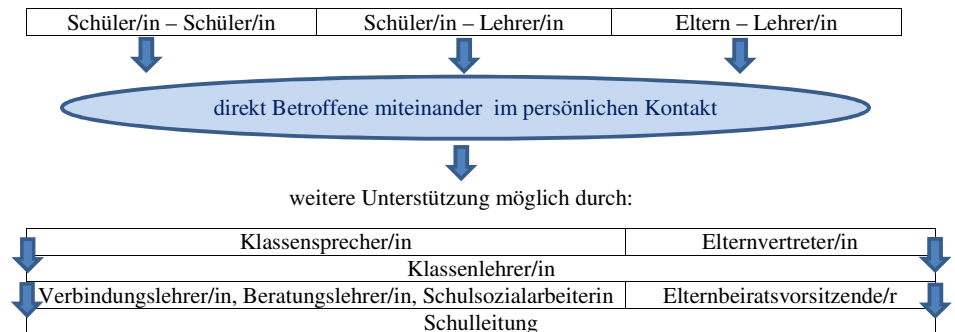 Schüler/in – Schüler/in Schüler/in – Lehrer/in Eltern – Lehrer/in
direkt Betroffene miteinander im persönlichen Kontakt
weitere Unterstützung möglich durch:
Klassensprecher/in Elternvertreter/in
Klassenlehrer/in
Verbindungslehrer/in, Beratungslehrer/in, Schulsozialarbeiterin Elternbeiratsvorsitzende/r
Schulleitung